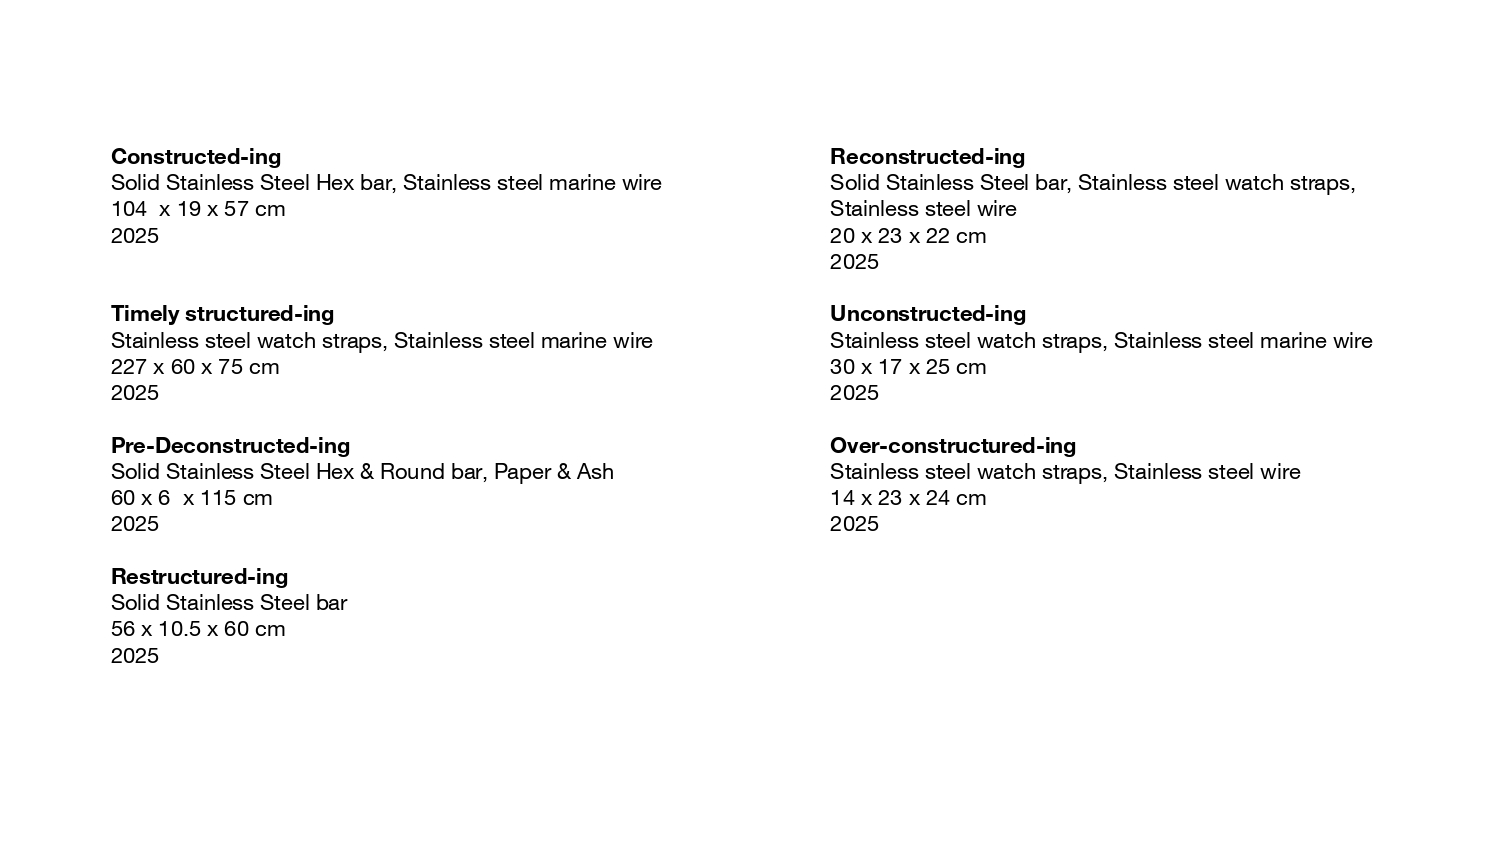 Constructed-ing
Solid Stainless Steel Hex bar, Stainless steel marine wire
104  x 19 x 57 cm
2025
Timely structured-ing
Stainless steel watch straps, Stainless steel marine wire
227 x 60 x 75 cm
2025
Pre-Deconstructed-ing
Solid Stainless Steel Hex & Round bar, Paper & Ash
60 x 6  x 115 cm
2025
Restructured-ing
Solid Stainless Steel bar
56 x 10.5 x 60 cm
2025
Reconstructed-ing
Solid Stainless Steel bar, Stainless steel watch straps,
Stainless steel wire
20 x 23 x 22 cm
2025
Unconstructed-ing
Stainless steel watch straps, Stainless steel marine wire
30 x 17 x 25 cm
2025
Over-constructured-ing
Stainless steel watch straps, Stainless steel wire
14 x 23 x 24 cm
2025